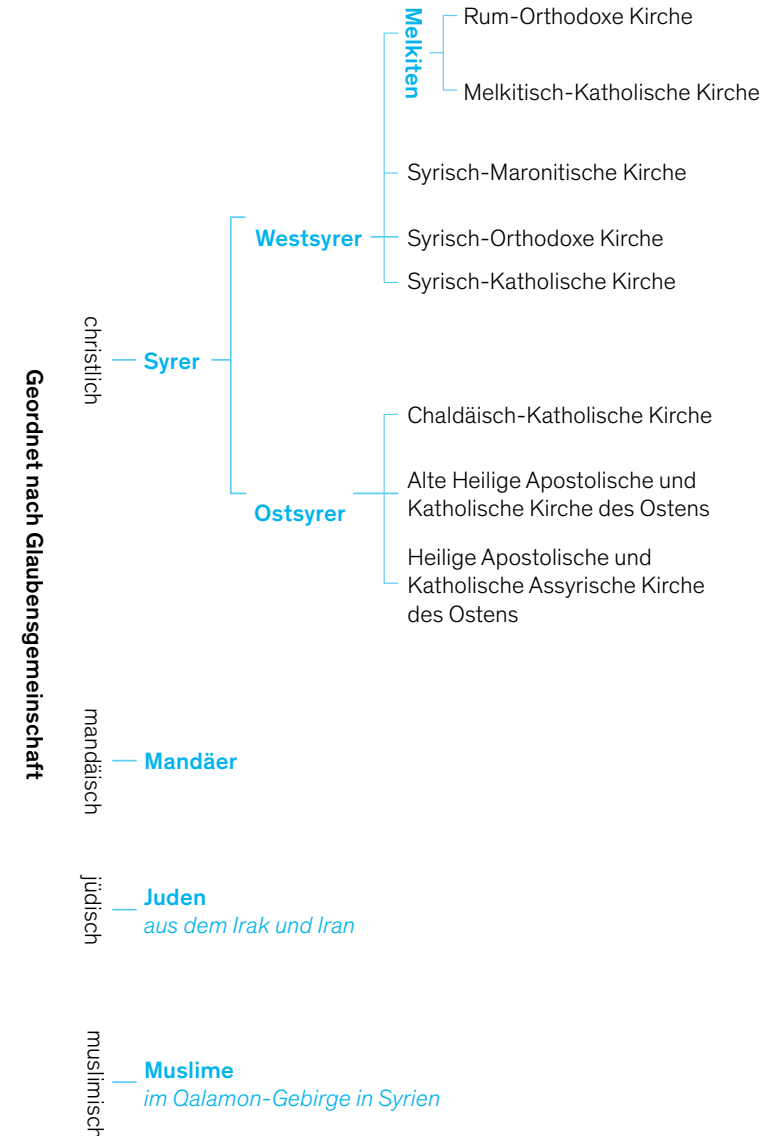 Geordnet nach Glaubensgemeinschaft
christlich
Syrer
Westsyrer
Melkiten
Rum-Orthodoxe Kirche
Melkitisch-Katholische Kirche
Syrisch-Maronitische Kirche
Syrisch-Orthodoxe Kirche
Syrisch-Katholische Kirche
Ostsyrer
Chaldäisch-Katholische Kirche
Alte Heilige Apostolische und
Katholische Kirche des Ostens
Heilige Apostolische und
Katholische Assyrische Kirche
des Ostens
mandäisch
Mandäer
jüdisch
Juden
aus dem Irak und Iran
muslimisch
Muslime
im Qalamon-Gebirge in Syrien